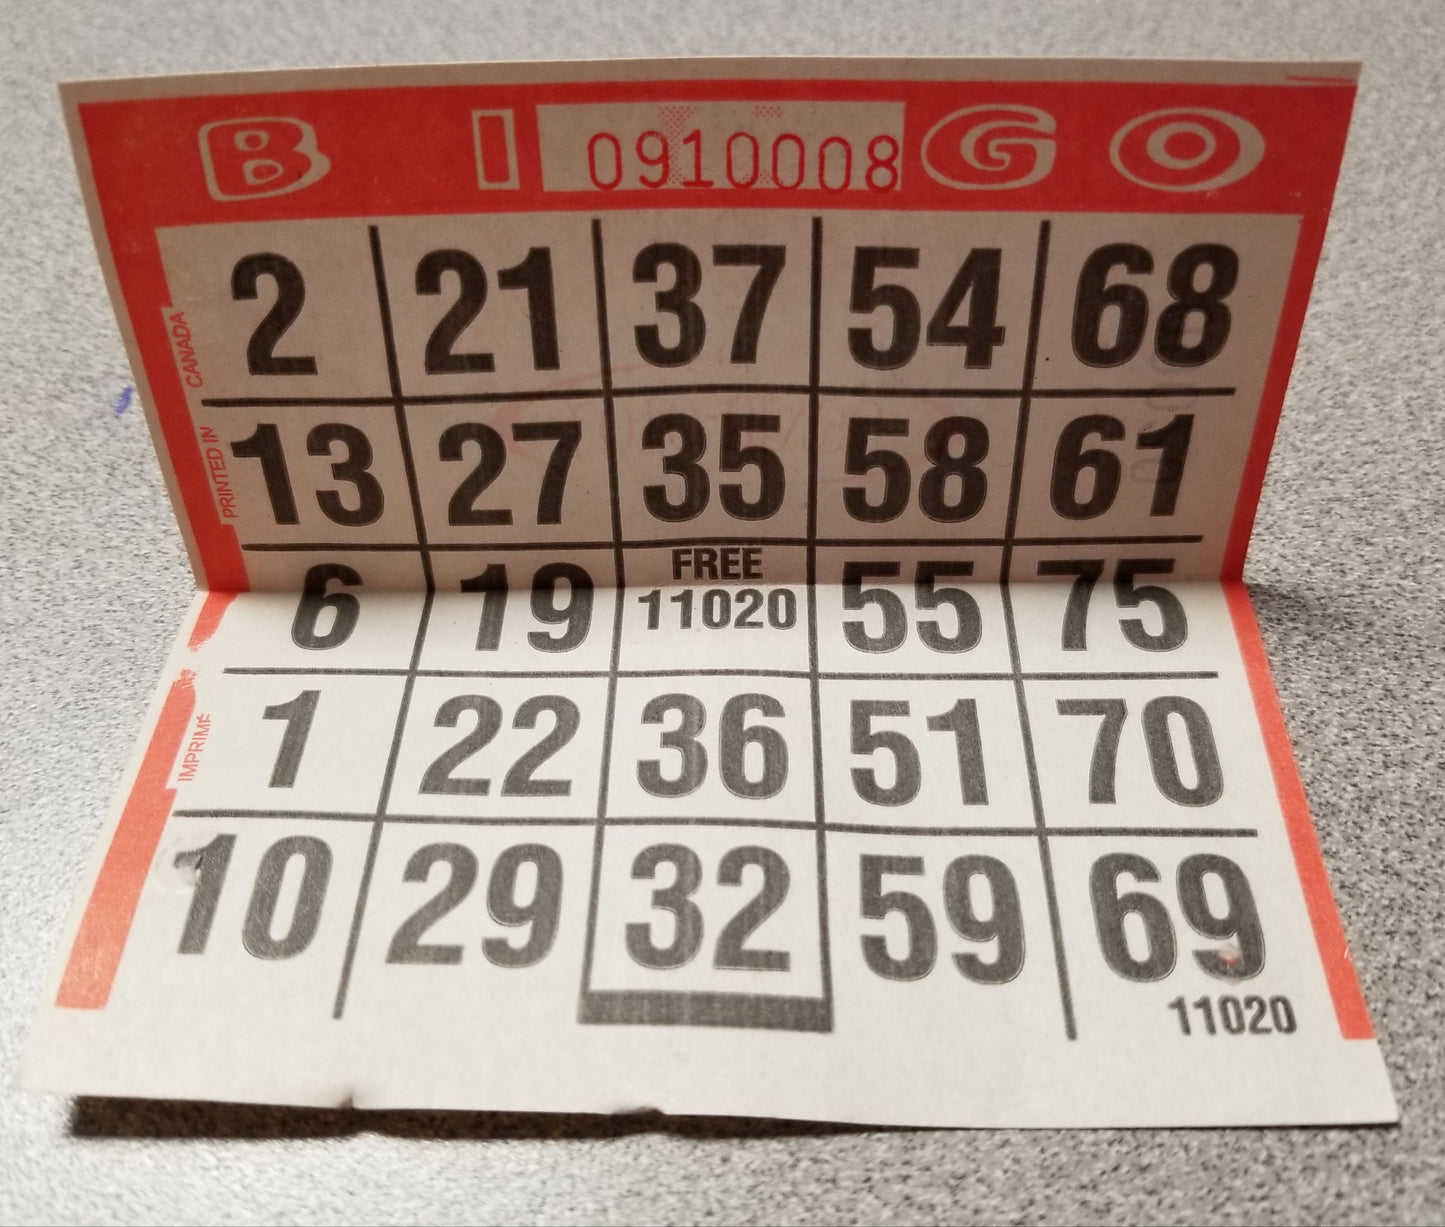 B I 0910008 G O
2 21 37 54 68
13 27 35 58 61
6 19 FREE 11020 55 75
1 22 36 51 70
10 29 32 59 69
11020
IMPRIMÉ PRINTED IN CANADA